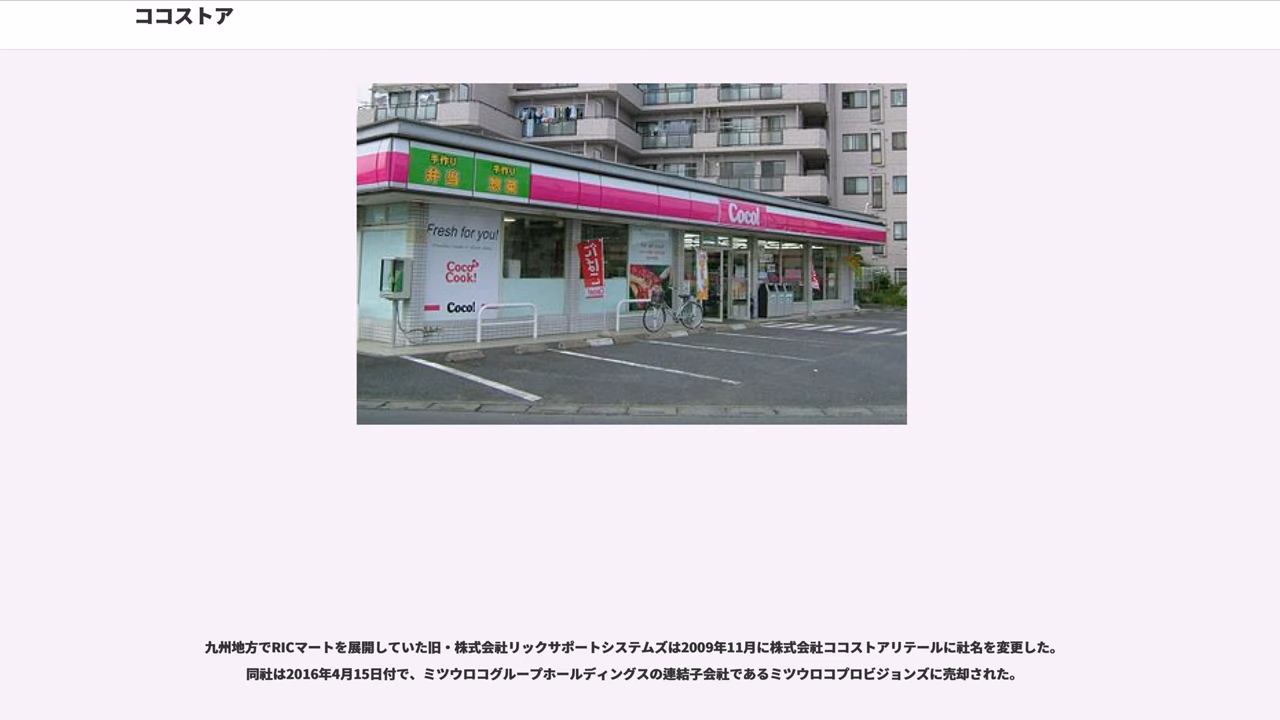 ココストア
手作り
弁当
手作り
惣菜
Coco!
Fresh for you!
Coco
Cook!
Coco!
九州地方でRICマートを展開していた旧・株式会社リックサポートシステムズは2009年11月に株式会社ココストアリテールに社名を変更した。
同社は2016年4月15日付で、ミツウロコグループホールディングスの連結子会社であるミツウロコプロビジョンズに売却された。